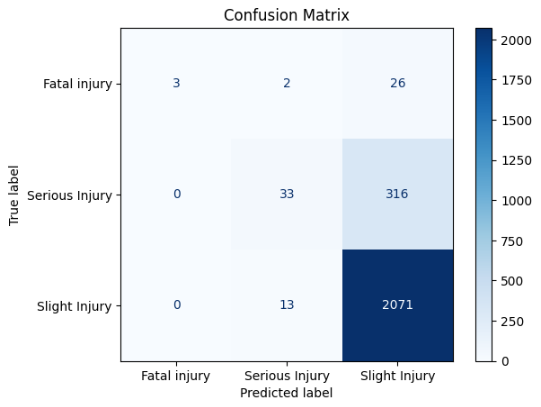 Confusion Matrix
True label
Fatal injury 3 2 26
Serious Injury 0 33 316
Slight Injury 0 13 2071
Fatal injury Serious Injury Slight Injury
Predicted label
2000
1750
1500
1250
1000
750
500
250
0